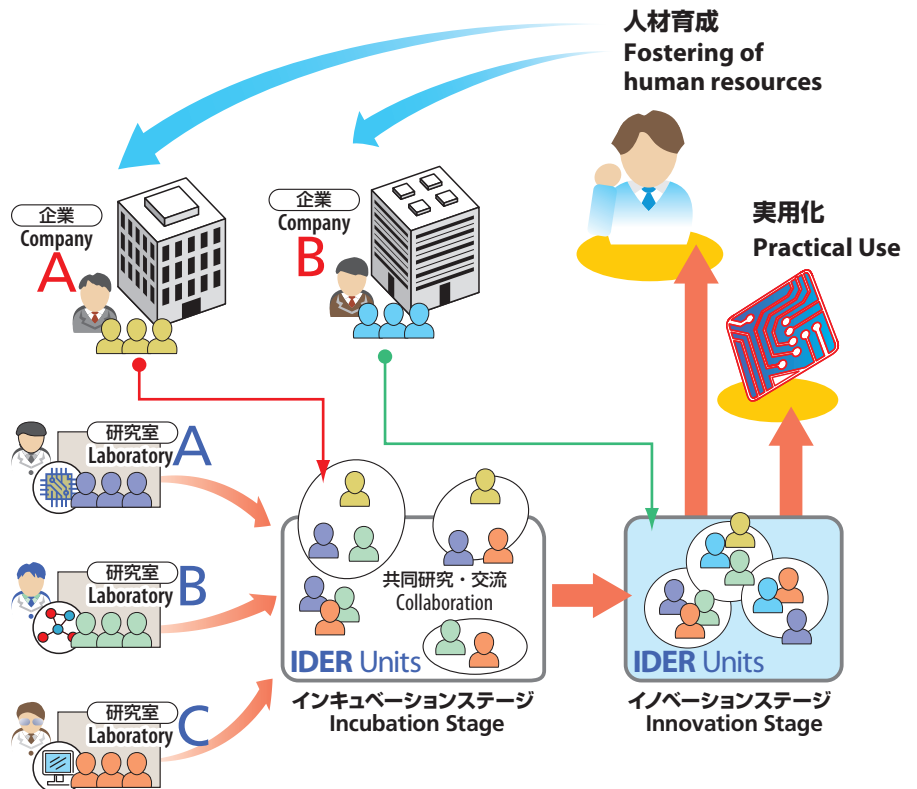 人材育成
Fostering of
human resources
企業
Company
A
企業
Company
B
実用化
Practical Use
研究室
Laboratory
A
研究室
Laboratory
B
研究室
Laboratory
C
共同研究・交流
Collaboration
IDER Units
インキュベーションステージ
Incubation Stage
IDER Units
イノベーションステージ
Innovation Stage